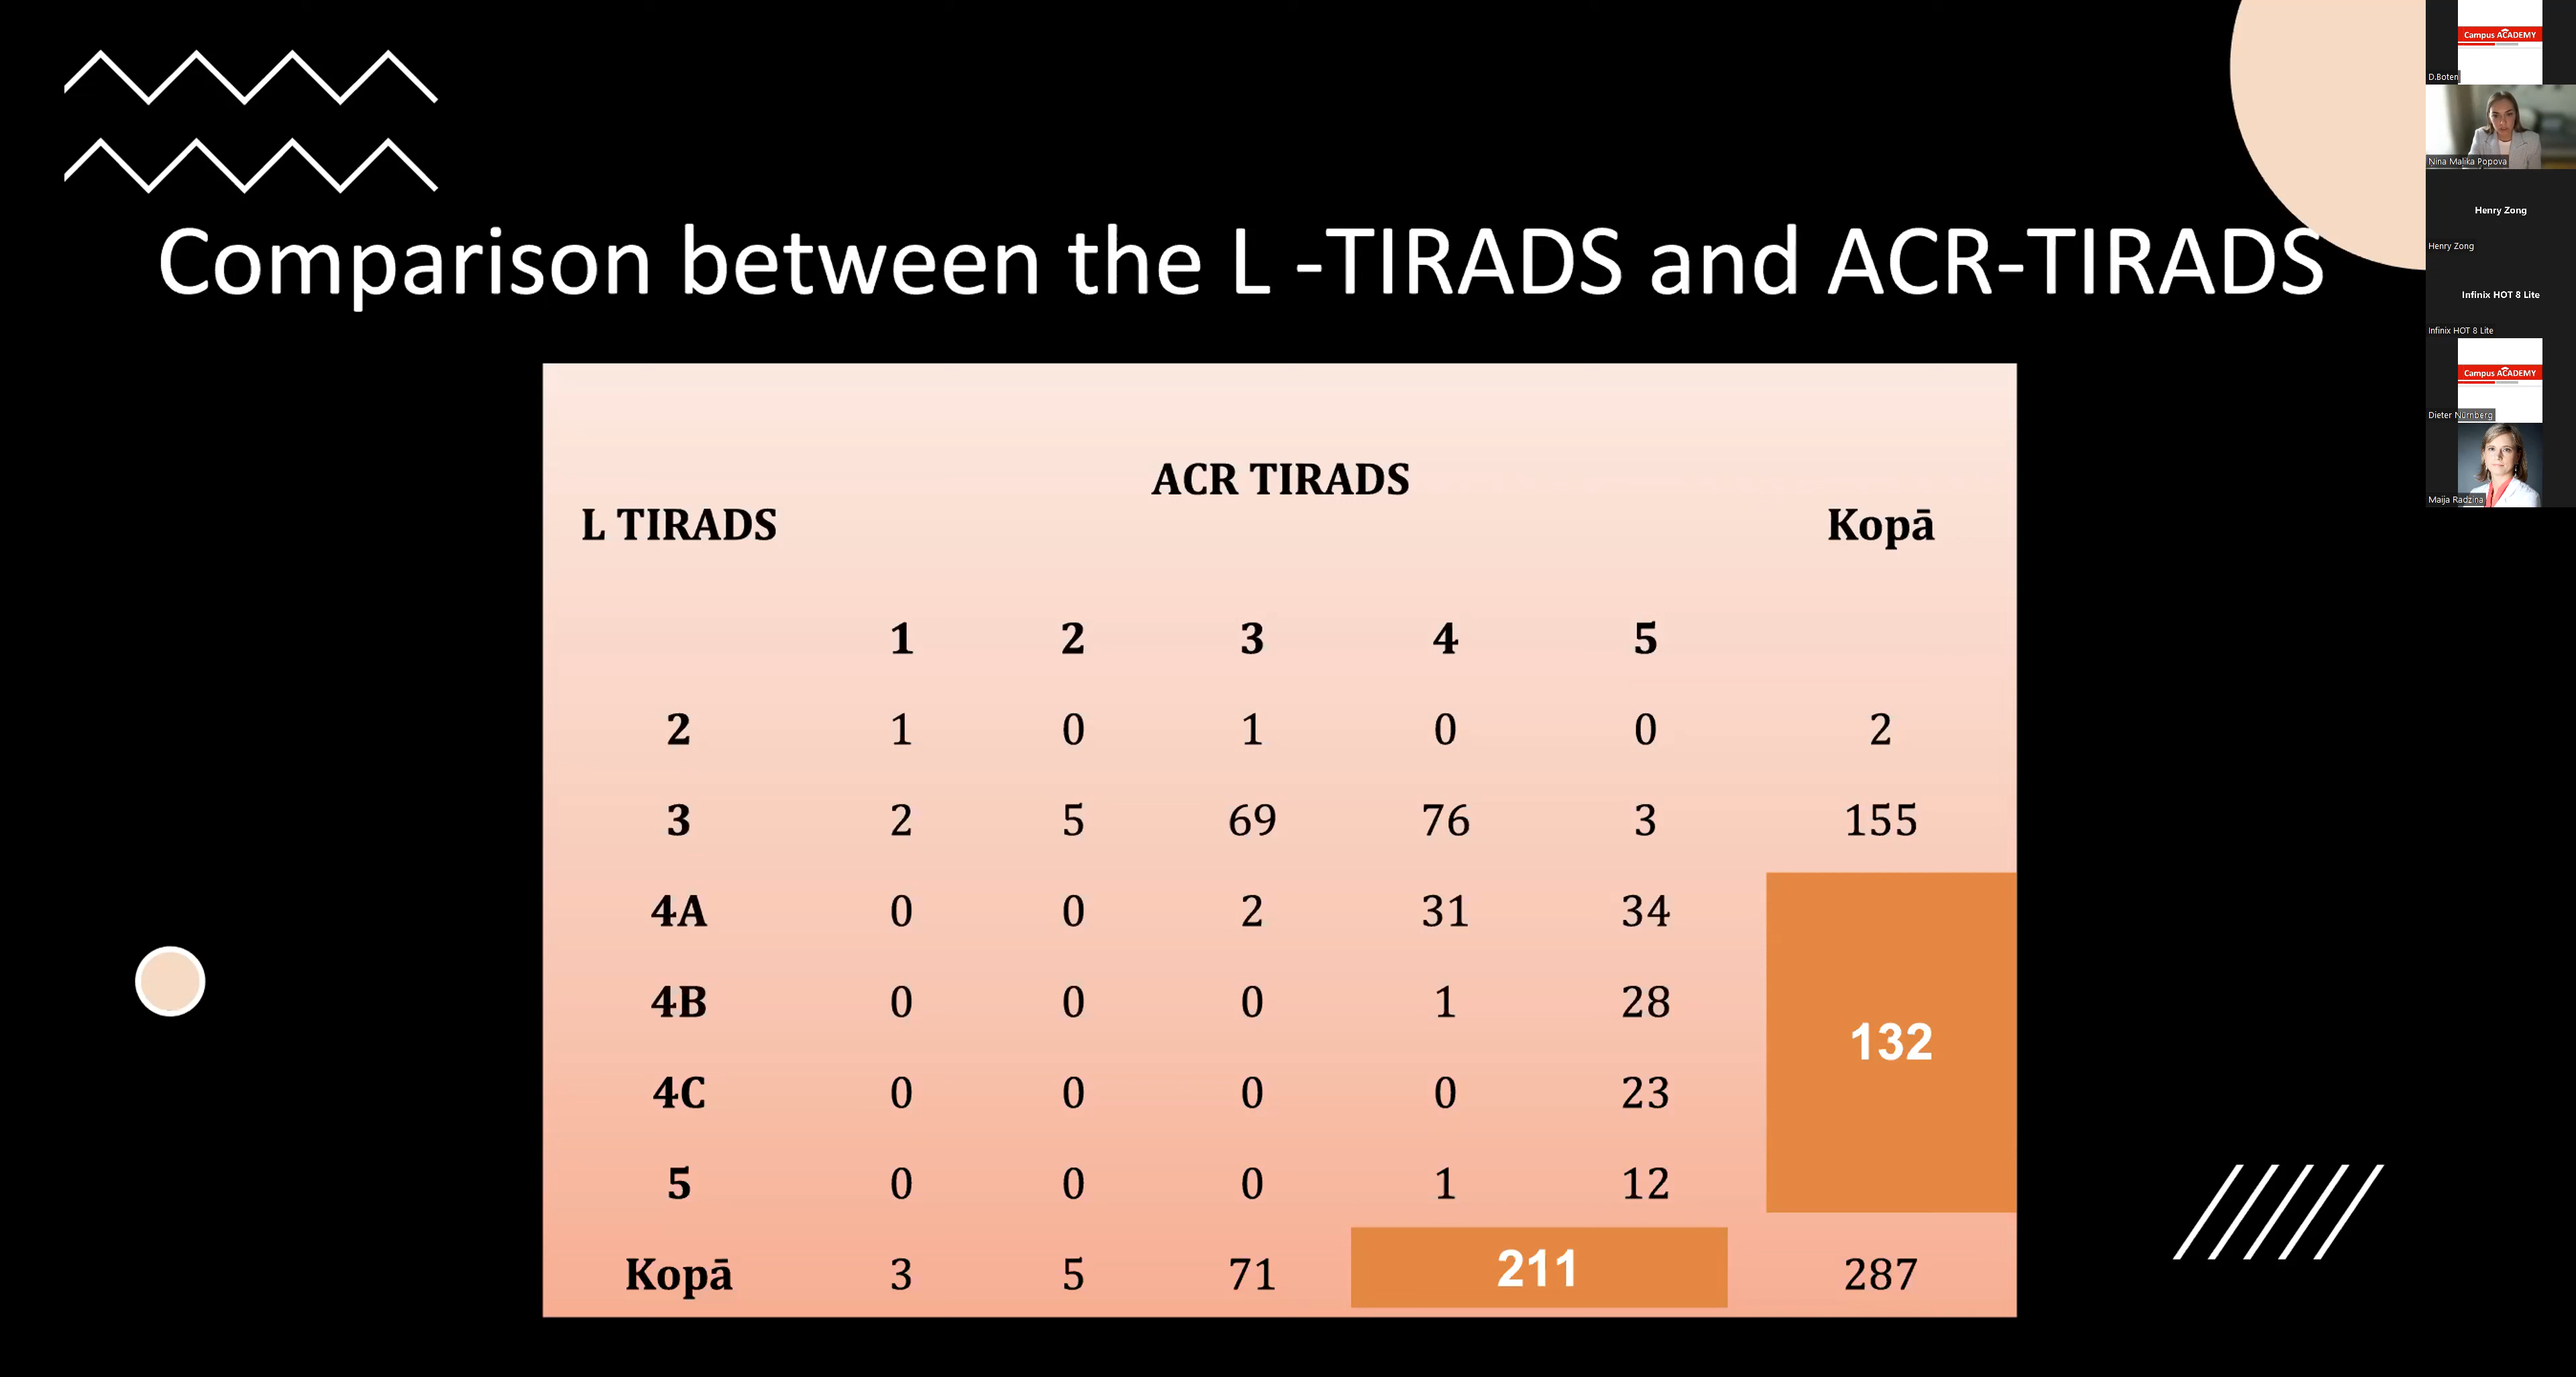 Comparison between the L -TIRADS and ACR-TIRADS
ACR TIRADS
L TIRADS
Kopā
1 2 3 4 5
2 1 0 1 0 0 2
3 2 5 69 76 3 155
4A 0 0 2 31 34
4B 0 0 0 1 28
132
4C 0 0 0 0 23
5 0 0 0 1 12
Kopā 3 5 71 211 287
Campus ACADEMY
D.Boten
Nina Malika Popova
Henry Zong
Henry Zong
Infinix HOT 8 Lite
Infinix HOT 8 Lite
Campus ACADEMY
Dieter Nürnberg
Maija Radzina